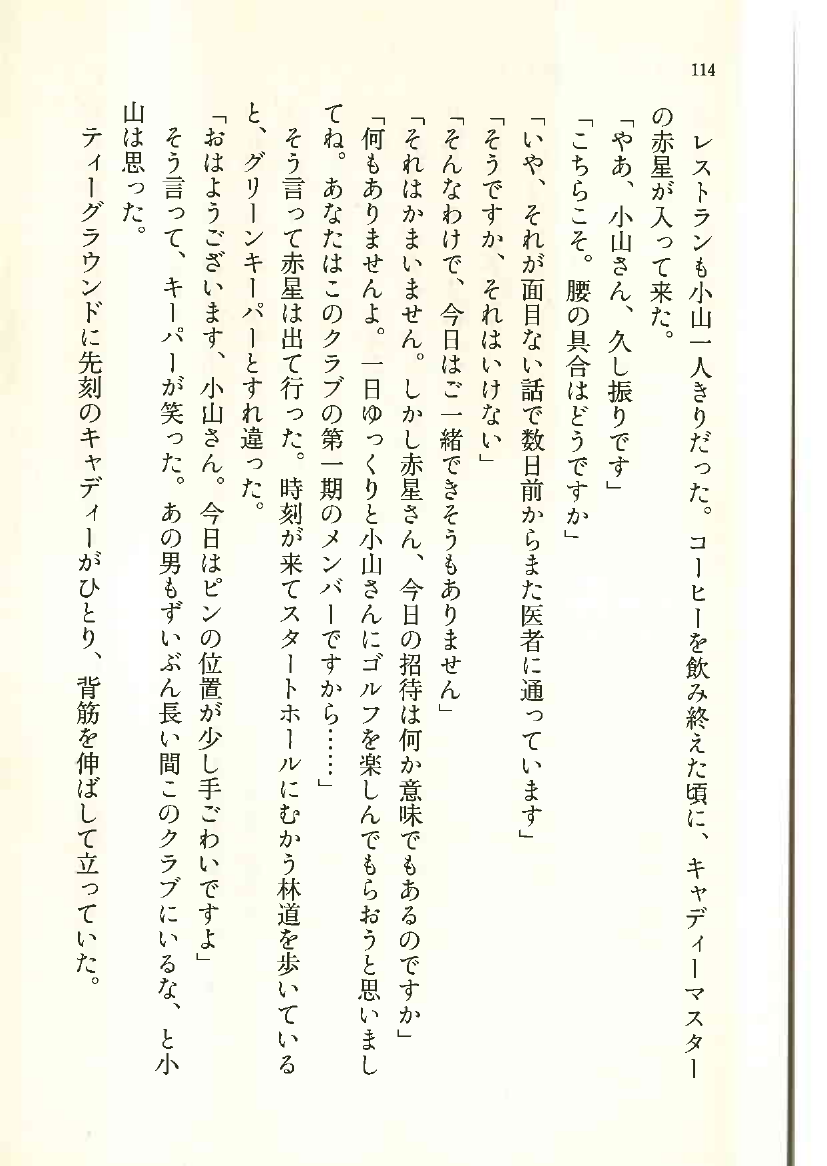 114
レストランも小山一人きりだった。コーヒーを飲み終えた頃に、キャディーマスター
の赤星が入って来た。
「やあ、小山さん、久し振りです」
「こちらこそ。腰の具合はどうですか」
「いや、それが面目ない話で数日前からまた医者に通っています」
「そうですか、それはいけない」
「そんなわけで、今日はご一緒できそうもありません」
「それはかまいません。しかし赤星さん、今日の招待は何か意味でもあるのですか」
「何もありませんよ。一日ゆっくりと小山さんにゴルフを楽しんでもらおうと思いまし
てね。あなたはこのクラブの第一期のメンバーですから……」
そう言って赤星は出て行った。時刻が来てスタートホールにむかう林道を歩いている
と、グリーンキーパーとすれ違った。
「おはようございます、小山さん。今日はピンの位置が少し手ごわいですよ」
そう言って、キーパーが笑った。あの男もずいぶん長い間このクラブにいるな、と小
山は思った。
ティーグラウンドに先刻のキャディーがひとり、背筋を伸ばして立っていた。